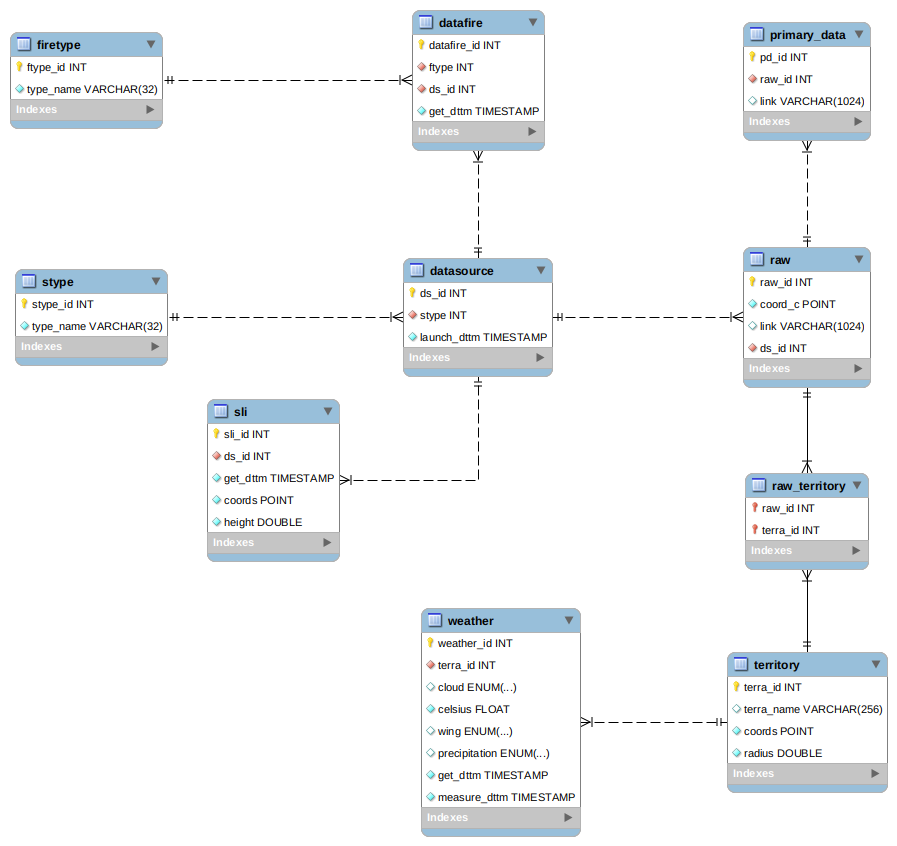 firetype
ftype_id INT
type_name VARCHAR(32)
Indexes
datafire
datafire_id INT
ftype INT
ds_id INT
get_dttm TIMESTAMP
Indexes
primary_data
pd_id INT
raw_id INT
link VARCHAR(1024)
Indexes
stype
stype_id INT
type_name VARCHAR(32)
Indexes
datasource
ds_id INT
stype INT
launch_dttm TIMESTAMP
Indexes
raw
raw_id INT
coord_c POINT
link VARCHAR(1024)
ds_id INT
Indexes
sli
sli_id INT
ds_id INT
get_dttm TIMESTAMP
coords POINT
height DOUBLE
Indexes
raw_territory
raw_id INT
terra_id INT
Indexes
weather
weather_id INT
terra_id INT
cloud ENUM(...)
celsius FLOAT
wing ENUM(...)
precipitation ENUM(...)
get_dttm TIMESTAMP
measure_dttm TIMESTAMP
Indexes
territory
terra_id INT
terra_name VARCHAR(256)
coords POINT
radius DOUBLE
Indexes